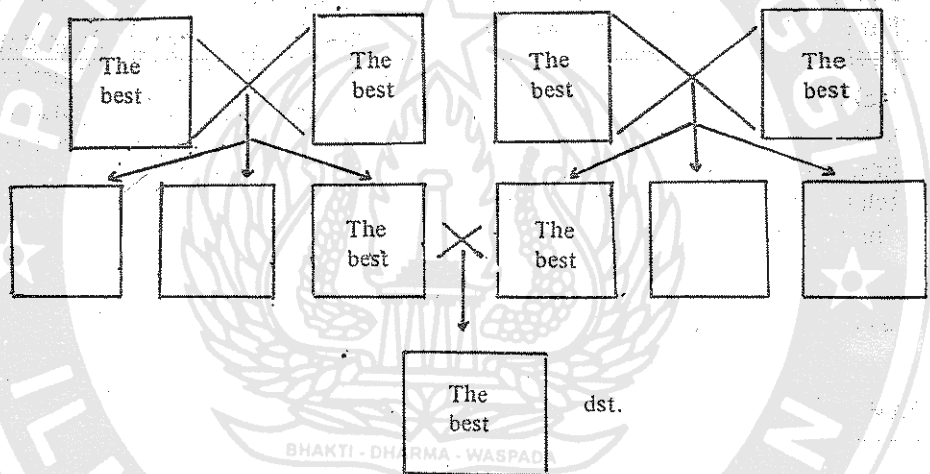 The
best
The
best
The
best
The
best
The
best
The
best
The
best
dst.
BHAKTI - DHARMA - WASPADA